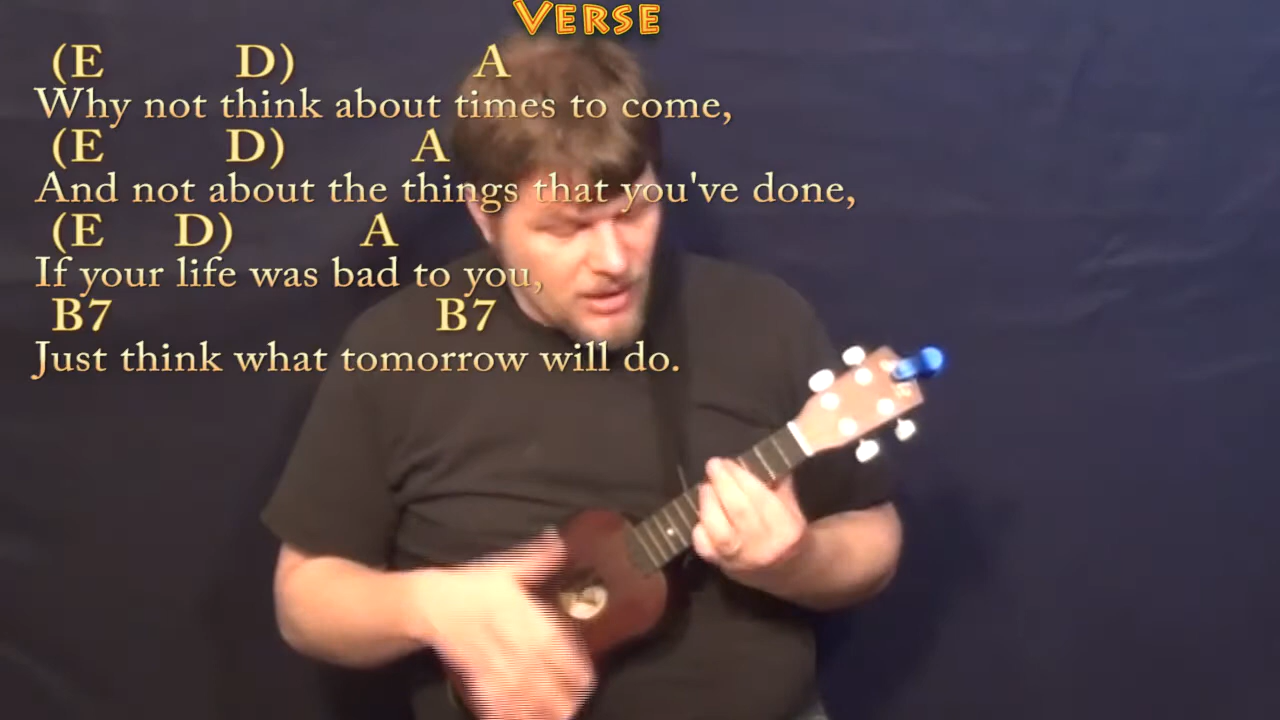 VERSE
(E D) A
Why not think about times to come,
(E D) A
And not about the things that you've done,
(E D) A
If your life was bad to you,
B7 B7
Just think what tomorrow will do.